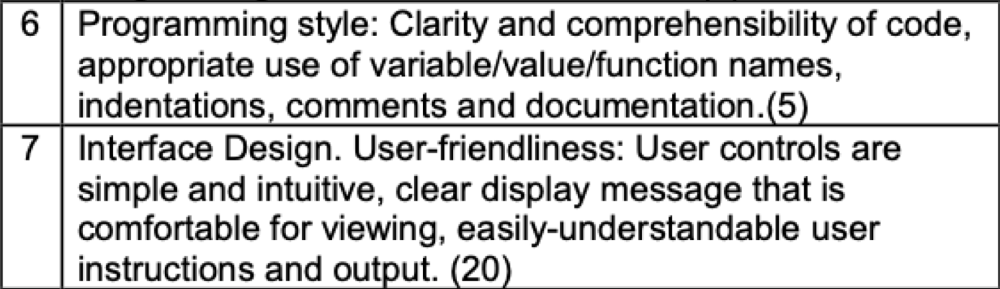 6 Programming style: Clarity and comprehensibility of code,
appropriate use of variable/value/function names,
indentations, comments and documentation.(5)
7 Interface Design. User-friendliness: User controls are
simple and intuitive, clear display message that is
comfortable for viewing, easily-understandable user
instructions and output. (20)